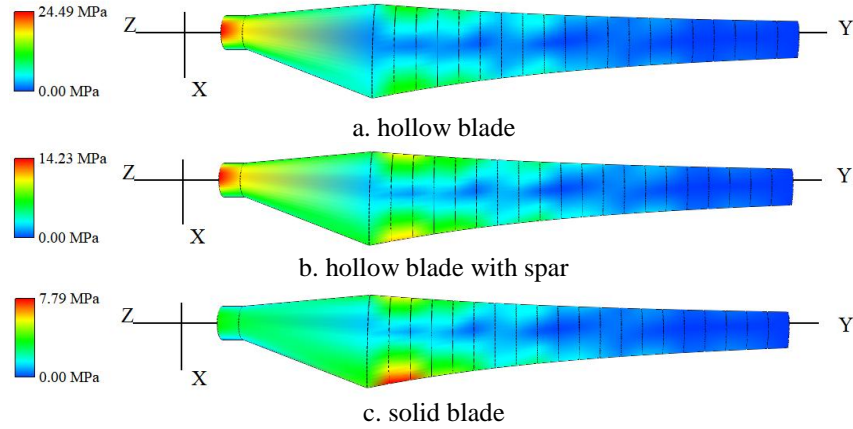 24.49 MPa
Z
Y
X
0.00 MPa
a. hollow blade
14.23 MPa
Z
Y
X
0.00 MPa
b. hollow blade with spar
7.79 MPa
Z
Y
X
0.00 MPa
c. solid blade